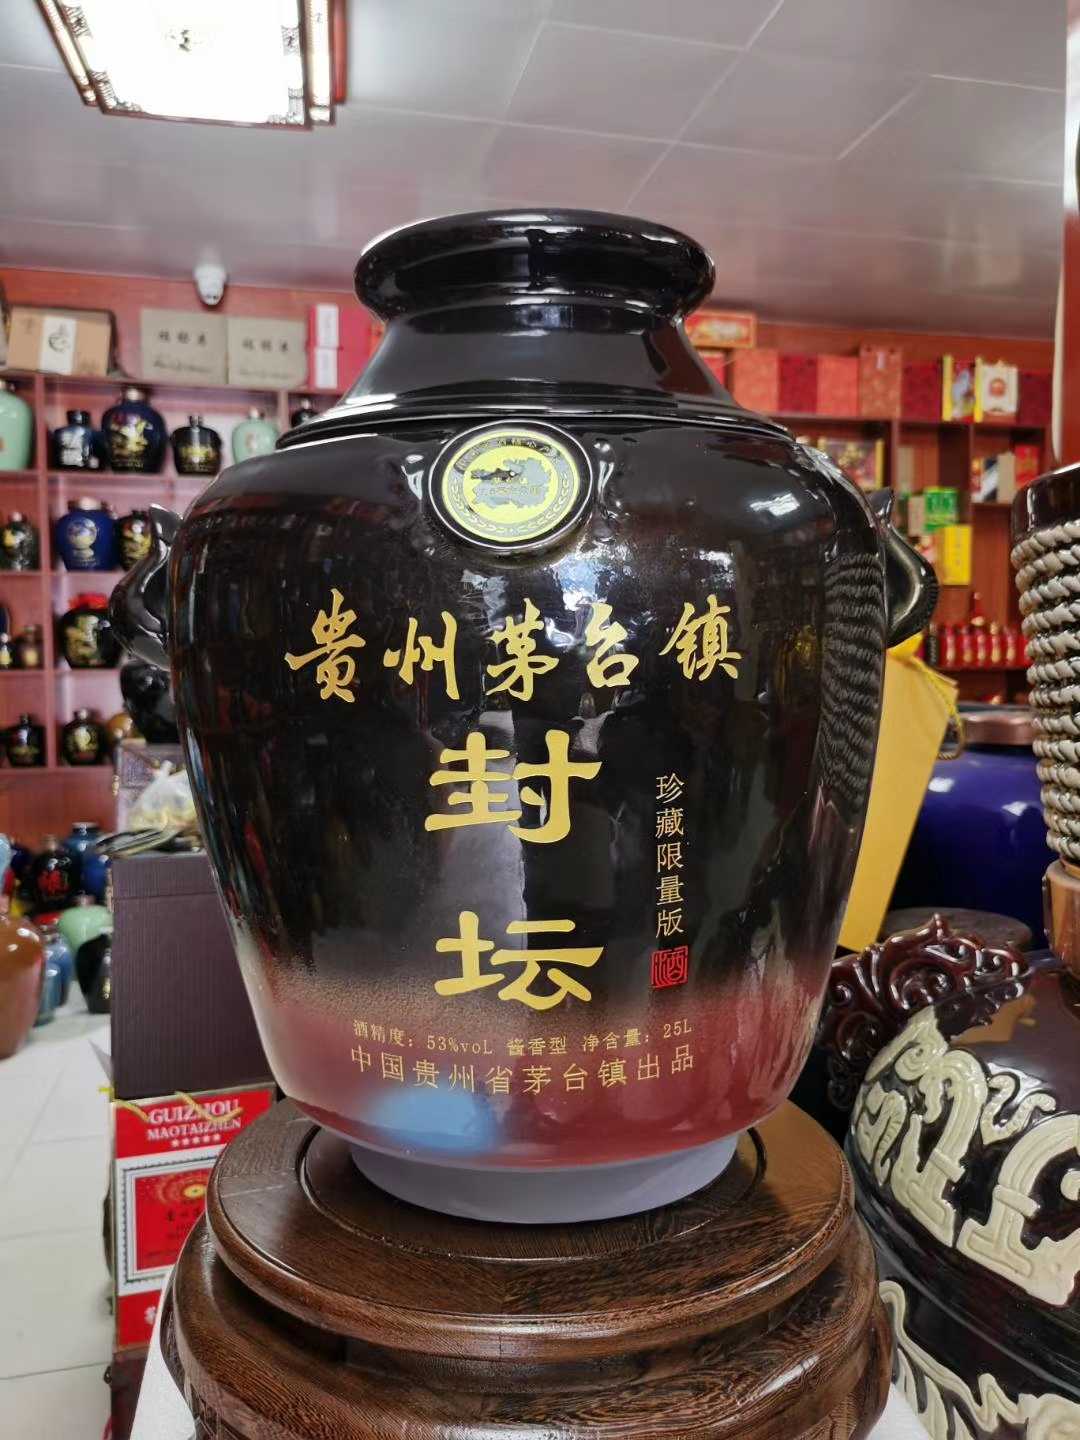 贵州茅台镇
封坛
珍藏限量版
酒
酒精度：53%voL 酱香型 净含量：25L
中国贵州省茅台镇出品
GUIZHOU
MAOTAIZHEN
★★★★★